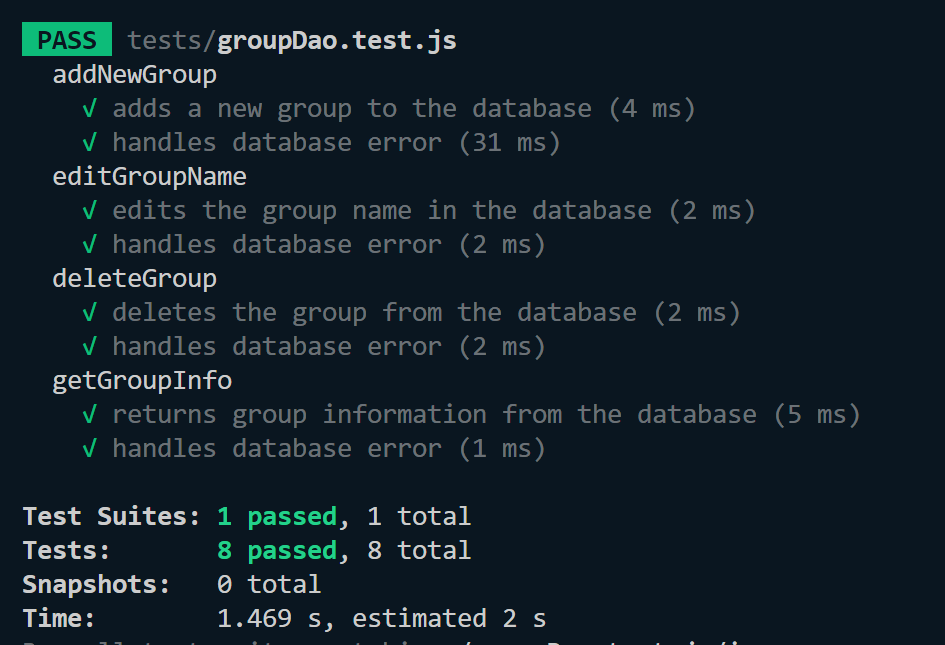 PASS tests/groupDao.test.js
addNewGroup
√ adds a new group to the database (4 ms)
√ handles database error (31 ms)
editGroupName
√ edits the group name in the database (2 ms)
√ handles database error (2 ms)
deleteGroup
√ deletes the group from the database (2 ms)
√ handles database error (2 ms)
getGroupInfo
√ returns group information from the database (5 ms)
√ handles database error (1 ms)
Test Suites: 1 passed, 1 total
Tests: 8 passed, 8 total
Snapshots: 0 total
Time: 1.469 s, estimated 2 s